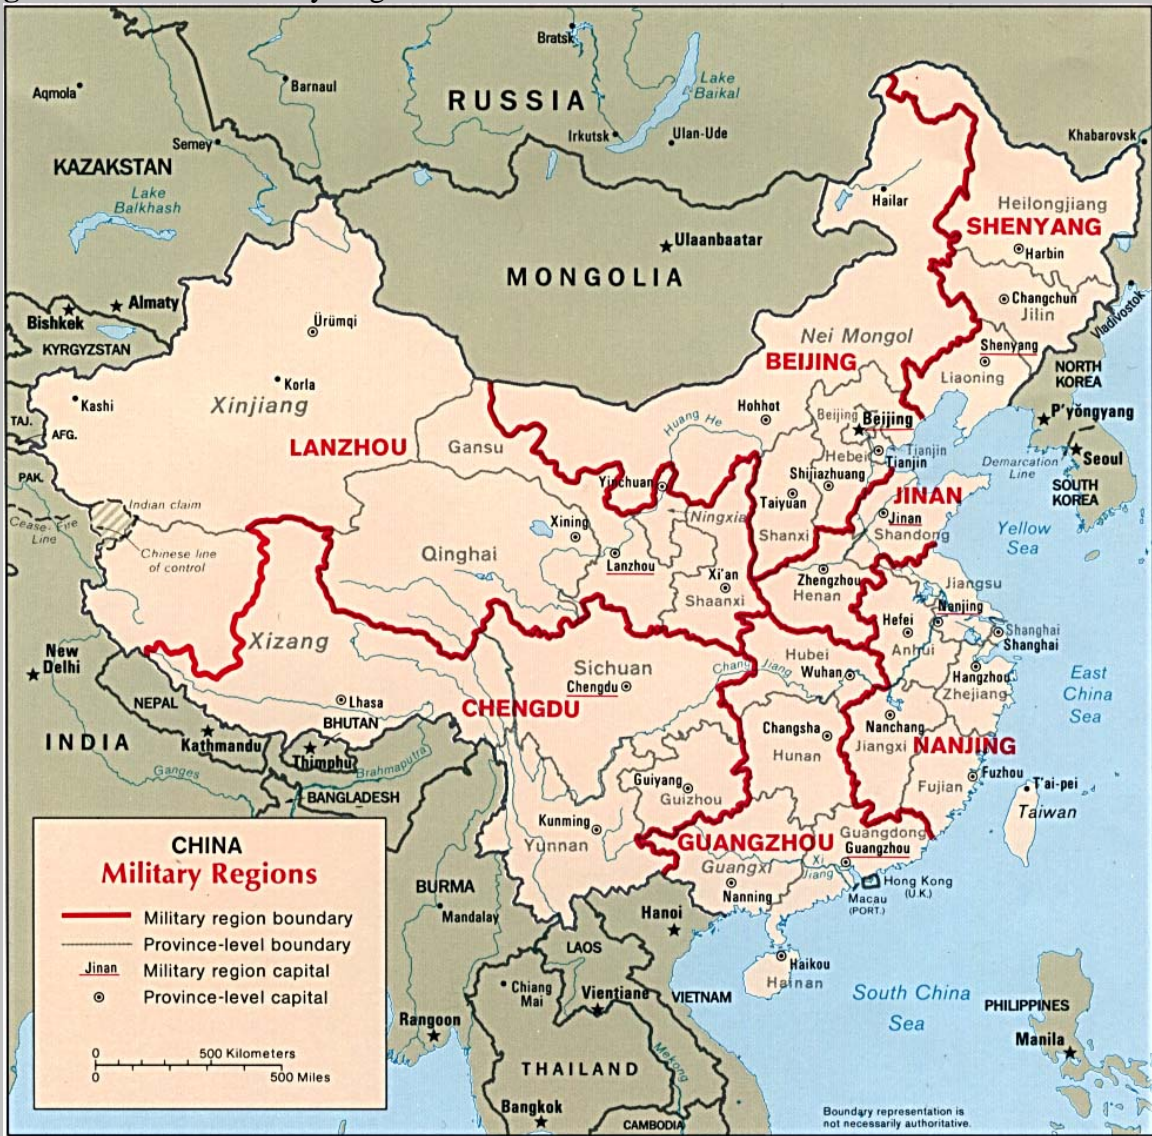 Bratsk
Aqmola
Barnaul
RUSSIA
Lake
Baikal
Semey
Irkutsk
Ulan-Ude
Khabarovsk
KAZAKSTAN
Lake
Balkhash
Hailar
Heilongjiang
SHENYANG
Ulaanbaatar
Harbin
MONGOLIA
Almaty
Bishkek
Changchun
Jilin
Vladivostok
Ürümqi
Nei Mongol
BEIJING
Shenyang
KYRGYZSTAN
Liaoning
NORTH
KOREA
Korla
Kashi
Xinjiang
TAJ.
AFG.
Hohhot
Huang He
Beijing
Beijing
P'yŏngyang
LANZHOU
Gansu
Hebei
Tianjin
Tianjin
Demarcation
Line
Seoul
PAK.
Yinchuan
Shijiazhuang
SOUTH
KOREA
Indian claim
Taiyuan
JINAN
Jinan
Cease-Fire
Line
Xining
Ningxia
Shanxi
Shandong
Yellow
Sea
Chinese line
of control
Qinghai
Lanzhou
Xi'an
Shaanxi
Zhengzhou
Henan
Jiangsu
Nanjing
Hefei
Anhui
Shanghai
Shanghai
New
Delhi
Xizang
Sichuan
Chengdu
Hubei
Wuhan
Chang Jiang
Hangzhou
Zhejiang
East
China
Sea
NEPAL
Lhasa
BHUTAN
CHENGDU
INDIA
Kathmandu
Thimphu
Changsha
Hunan
Nanchang
Jiangxi
NANJING
Ganges
Brahmaputra
BANGLADESH
Guiyang
Guizhou
Fujian
Fuzhou
T'ai-pei
Taiwan
Kunming
Yunnan
GUANGZHOU
Guangdong
Guangzhou
Guangxi
Xi
Jiang
Nanning
Hong Kong
(U.K.)
Macau
(PORT.)
CHINA
Military Regions
Military region boundary
Province-level boundary
Jinan
Military region capital
Province-level capital
0
500 Kilometers
0
500 Miles
BURMA
Mandalay
Hanoi
LAOS
Haikou
Hainan
Chiang
Mai
Vientiane
VIETNAM
South China
Sea
PHILIPPINES
Manila
Rangoon
THAILAND
Mekong
Bangkok
CAMBODIA
Boundary representation is
not necessarily authoritative.